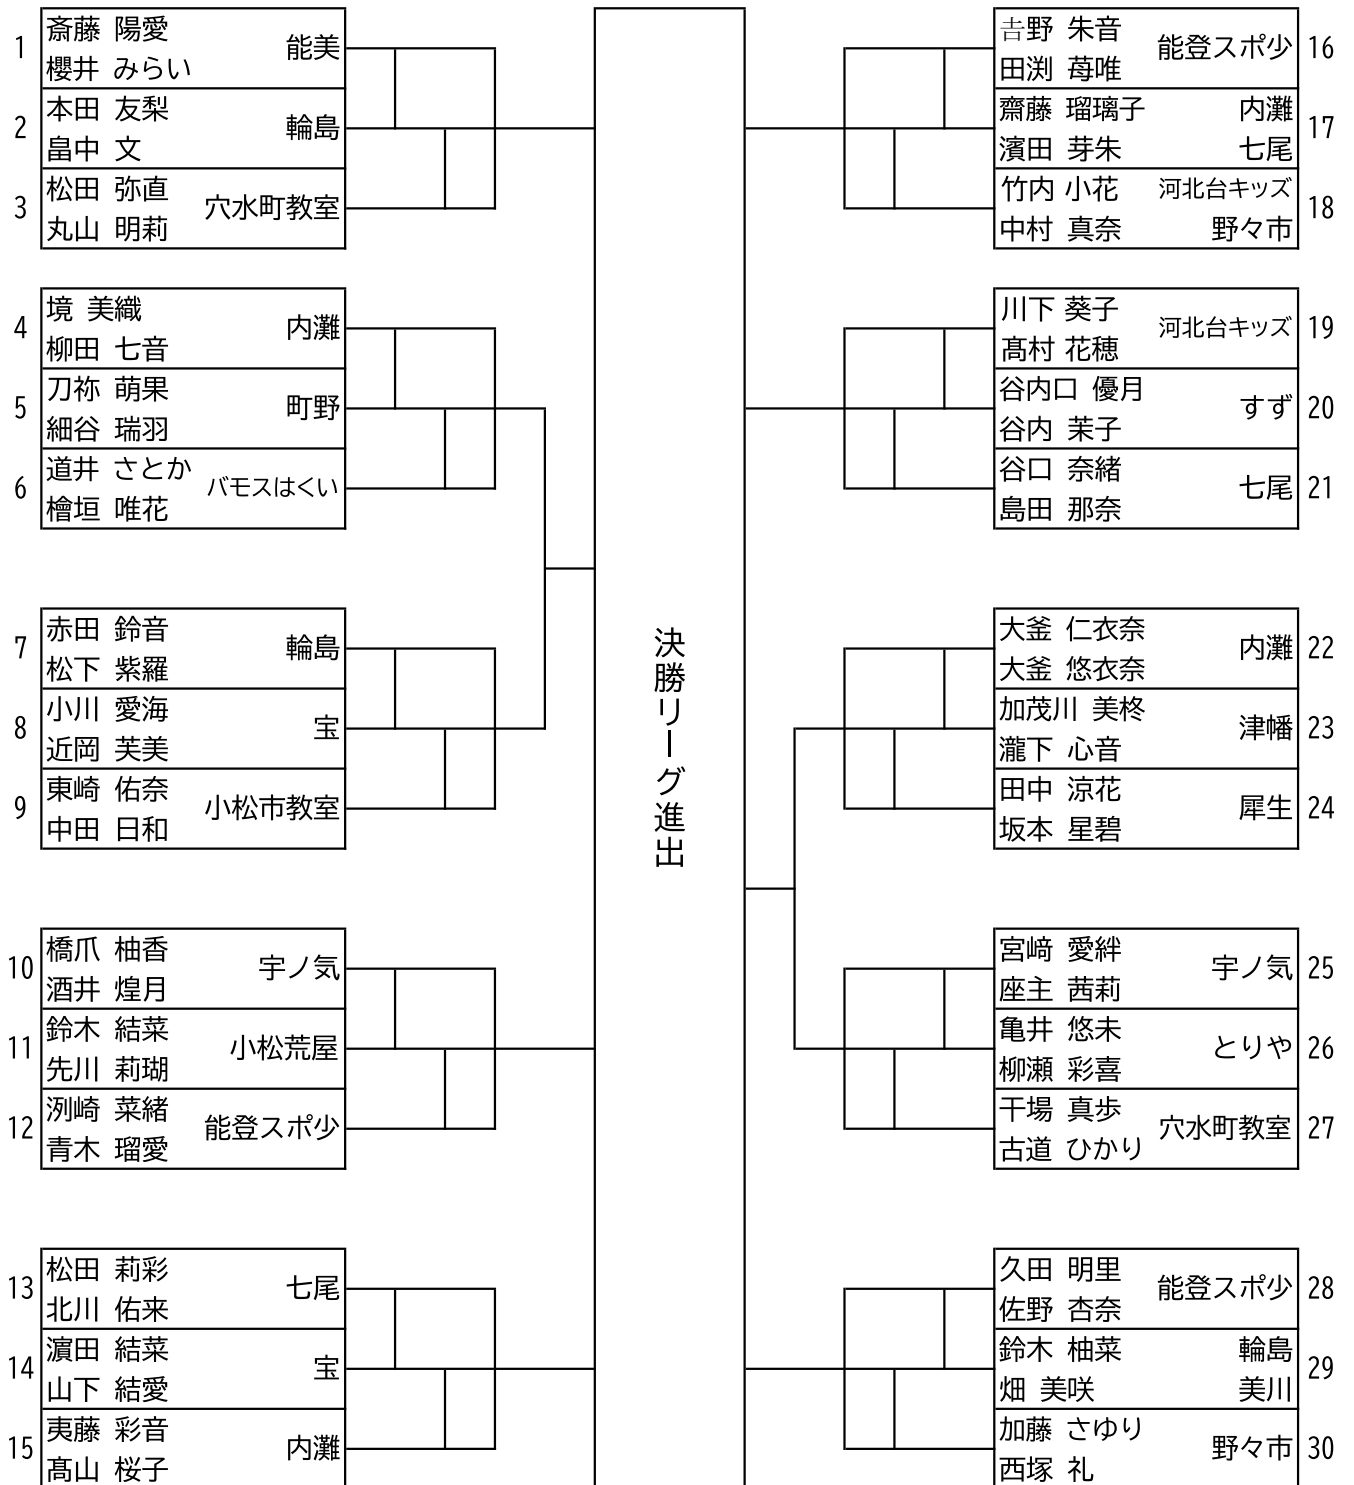 1 斎藤 陽愛 能美
櫻井 みらい
2 本田 友梨 輪島
畠中 文
3 松田 弥直 穴水町教室
丸山 明莉
4 境 美織 内灘
柳田 七音
5 刀祢 萌果 町野
細谷 瑞羽
6 道井 さとか バモスはくい
檜垣 唯花
7 赤田 鈴音 輪島
松下 紫羅
8 小川 愛海 宝
近岡 芙美
9 東崎 佑奈 小松市教室
中田 日和
10 橋爪 柚香 宇ノ気
酒井 煌月
11 鈴木 結菜 小松荒屋
先川 莉瑚
12 洌崎 菜緒 能登スポ少
青木 瑠愛
13 松田 莉彩 七尾
北川 佑来
14 濵田 結菜 宝
山下 結愛
15 夷藤 彩音 内灘
髙山 桜子
決勝リーグ進出
𠮷野 朱音 能登スポ少 16
田渕 苺唯
齋藤 瑠璃子 内灘 17
濱田 芽朱 七尾
竹内 小花 河北台キッズ 18
中村 真奈 野々市
川下 葵子 河北台キッズ 19
髙村 花穂
谷内口 優月 すず 20
谷内 茉子
谷口 奈緒 七尾 21
島田 那奈
大釜 仁衣奈 内灘 22
大釜 悠衣奈
加茂川 美柊 津幡 23
瀧下 心音
田中 涼花 犀生 24
坂本 星碧
宮﨑 愛絆 宇ノ気 25
座主 茜莉
亀井 悠未 とりや 26
柳瀬 彩喜
干場 真歩 穴水町教室 27
古道 ひかり
久田 明里 能登スポ少 28
佐野 杏奈
鈴木 柚菜 輪島 29
畑 美咲 美川
加藤 さゆり 野々市 30
西塚 礼